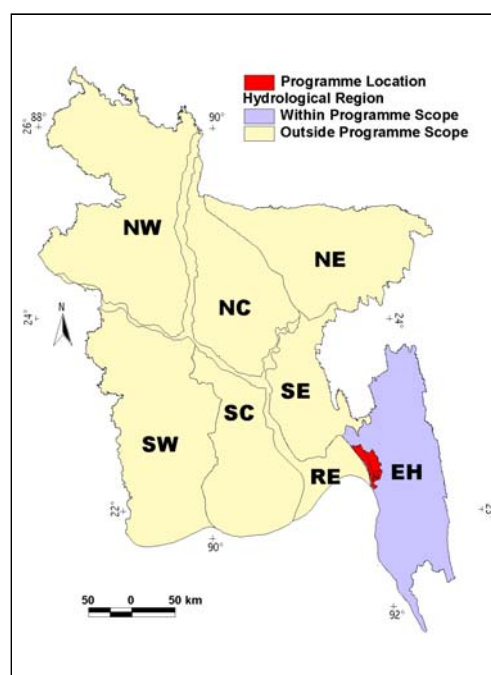 Programme Location
Hydrological Region
Within Programme Scope
Outside Programme Scope
88°
26°
90°
NW
NE
NC
N
24°
24°
SE
SC
SW
RE
EH
22°
90°
92°
50 0 50 km